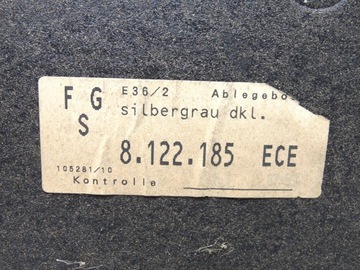 F G E36/2 Ablegebo
S silbergrau dkl.
8.122.185 ECE
105281/10
Kontrolle